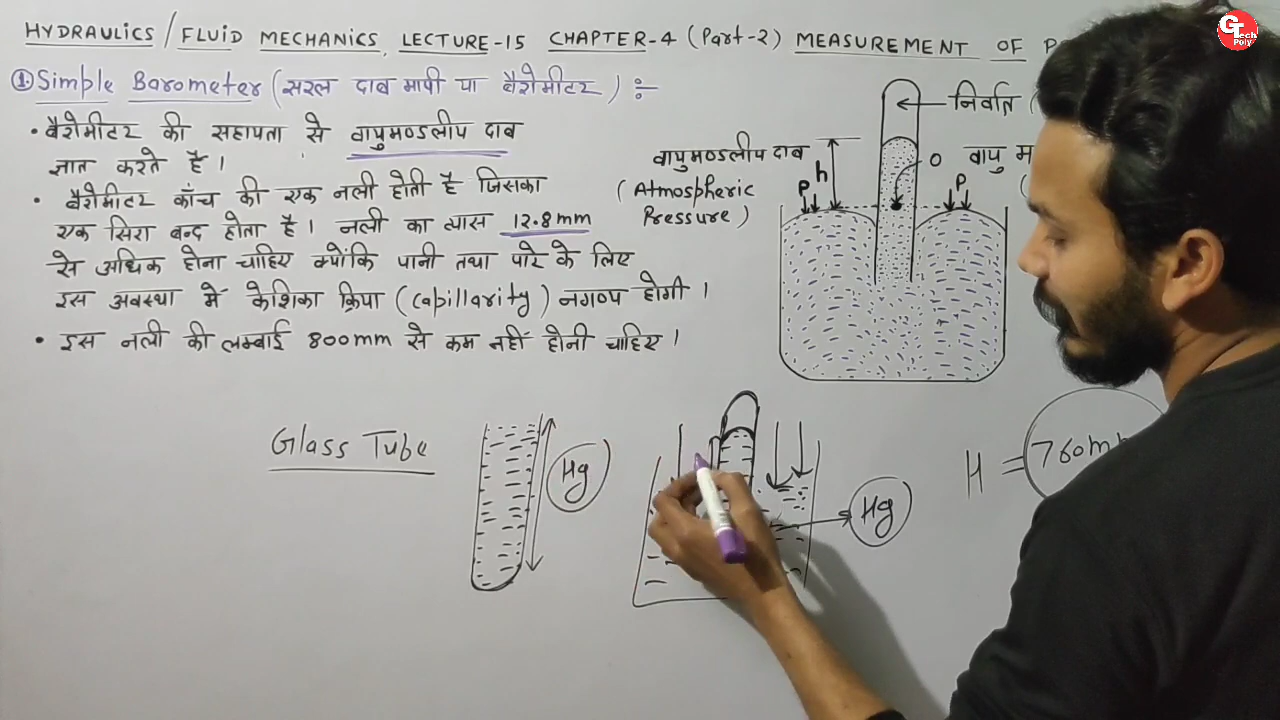 HYDRAULICS / FLUID MECHANICS, LECTURE-15 CHAPTER-4 (Part-2) MEASUREMENT OF
GTech Poly
① Simple Barometer (सरल दाब मापी या बैरोमीटर) :-
• बैरोमीटर की सहायता से वायुमण्डलीय दाब
ज्ञात करते है ।
• बैरोमीटर काँच की एक नली होती है जिसका
एक सिरा बन्द होता है । नली का व्यास 12.8mm
से अधिक होना चाहिए क्योंकि पानी तथा पारे के लिए
इस अवस्था में केशिका क्रिया (Capillarity) नगण्य होगी ।
• इस नली की लम्बाई 800mm से कम नहीं होनी चाहिए ।
निर्वात (
वायुमण्डलीय दाब
(Atmospheric
Pressure)
P
h
O
वायु
P
Glass Tube
Hg
Hg
H = 760m